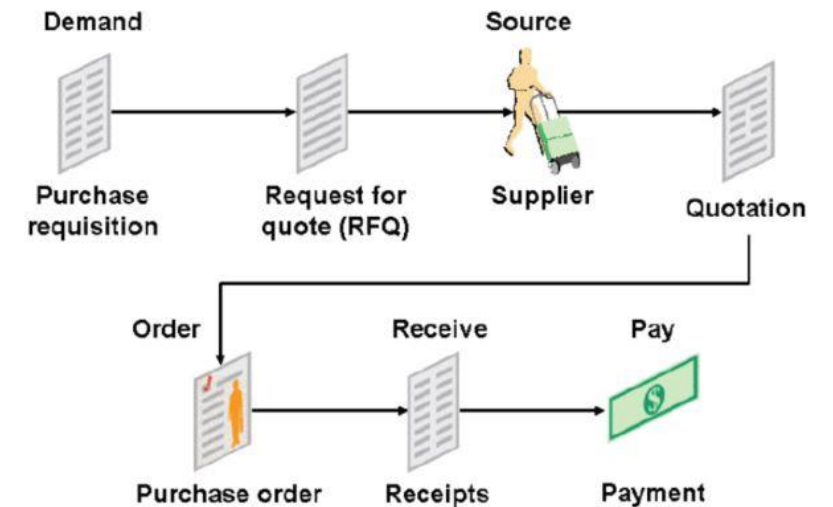 Demand
Source
Purchase
requisition
Request for
quote (RFQ)
Supplier
Quotation
Order
Receive
Pay
$
Purchase order
Receipts
Payment